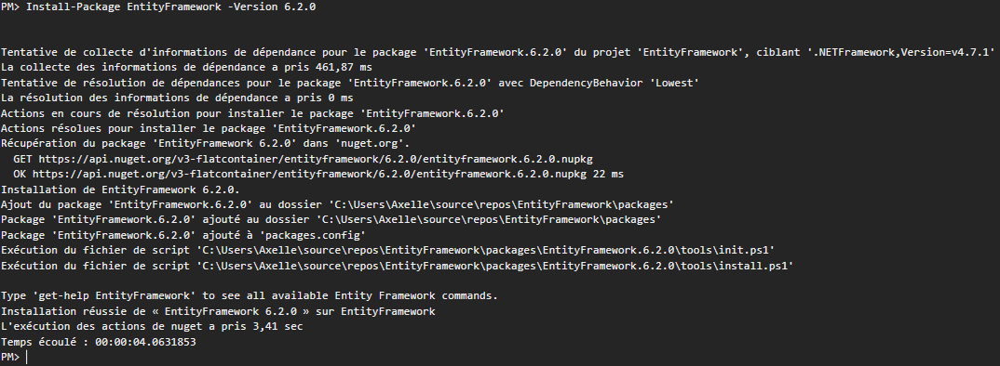 PM> Install-Package EntityFramework -Version 6.2.0
Tentative de collecte d'informations de dépendance pour le package 'EntityFramework.6.2.0' du projet 'EntityFramework', ciblant '.NETFramework,Version=v4.7.1'
La collecte des informations de dépendance a pris 461,87 ms
Tentative de résolution de dépendances pour le package 'EntityFramework.6.2.0' avec DependencyBehavior 'Lowest'
La résolution des informations de dépendance a pris 0 ms
Actions en cours de résolution pour installer le package 'EntityFramework.6.2.0'
Actions résolues pour installer le package 'EntityFramework.6.2.0'
Récupération du package 'EntityFramework 6.2.0' dans 'nuget.org'.
  GET https://api.nuget.org/v3-flatcontainer/entityframework/6.2.0/entityframework.6.2.0.nupkg
  OK https://api.nuget.org/v3-flatcontainer/entityframework/6.2.0/entityframework.6.2.0.nupkg 22 ms
Installation de EntityFramework 6.2.0.
Ajout du package 'EntityFramework.6.2.0' au dossier 'C:\Users\Axelle\source\repos\EntityFramework\packages'
Package 'EntityFramework.6.2.0' ajouté au dossier 'C:\Users\Axelle\source\repos\EntityFramework\packages'
Package 'EntityFramework.6.2.0' ajouté à 'packages.config'
Exécution du fichier de script 'C:\Users\Axelle\source\repos\EntityFramework\packages\EntityFramework.6.2.0\tools\init.ps1'
Exécution du fichier de script 'C:\Users\Axelle\source\repos\EntityFramework\packages\EntityFramework.6.2.0\tools\install.ps1'
Type 'get-help EntityFramework' to see all available Entity Framework commands.
Installation réussie de « EntityFramework 6.2.0 » sur EntityFramework
L'exécution des actions de nuget a pris 3,41 sec
Temps écoulé : 00:00:04.0631853
PM>